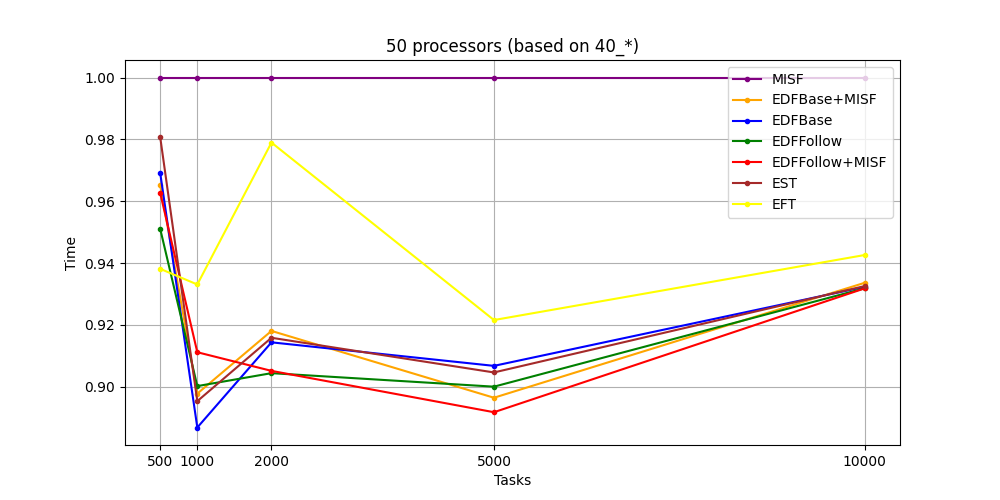 50 processors (based on 40_*)
Time
1.00
0.98
0.96
0.94
0.92
0.90
MISF
EDFBase+MISF
EDFBase
EDFFollow
EDFFollow+MISF
EST
EFT
500 1000 2000 5000 10000
Tasks